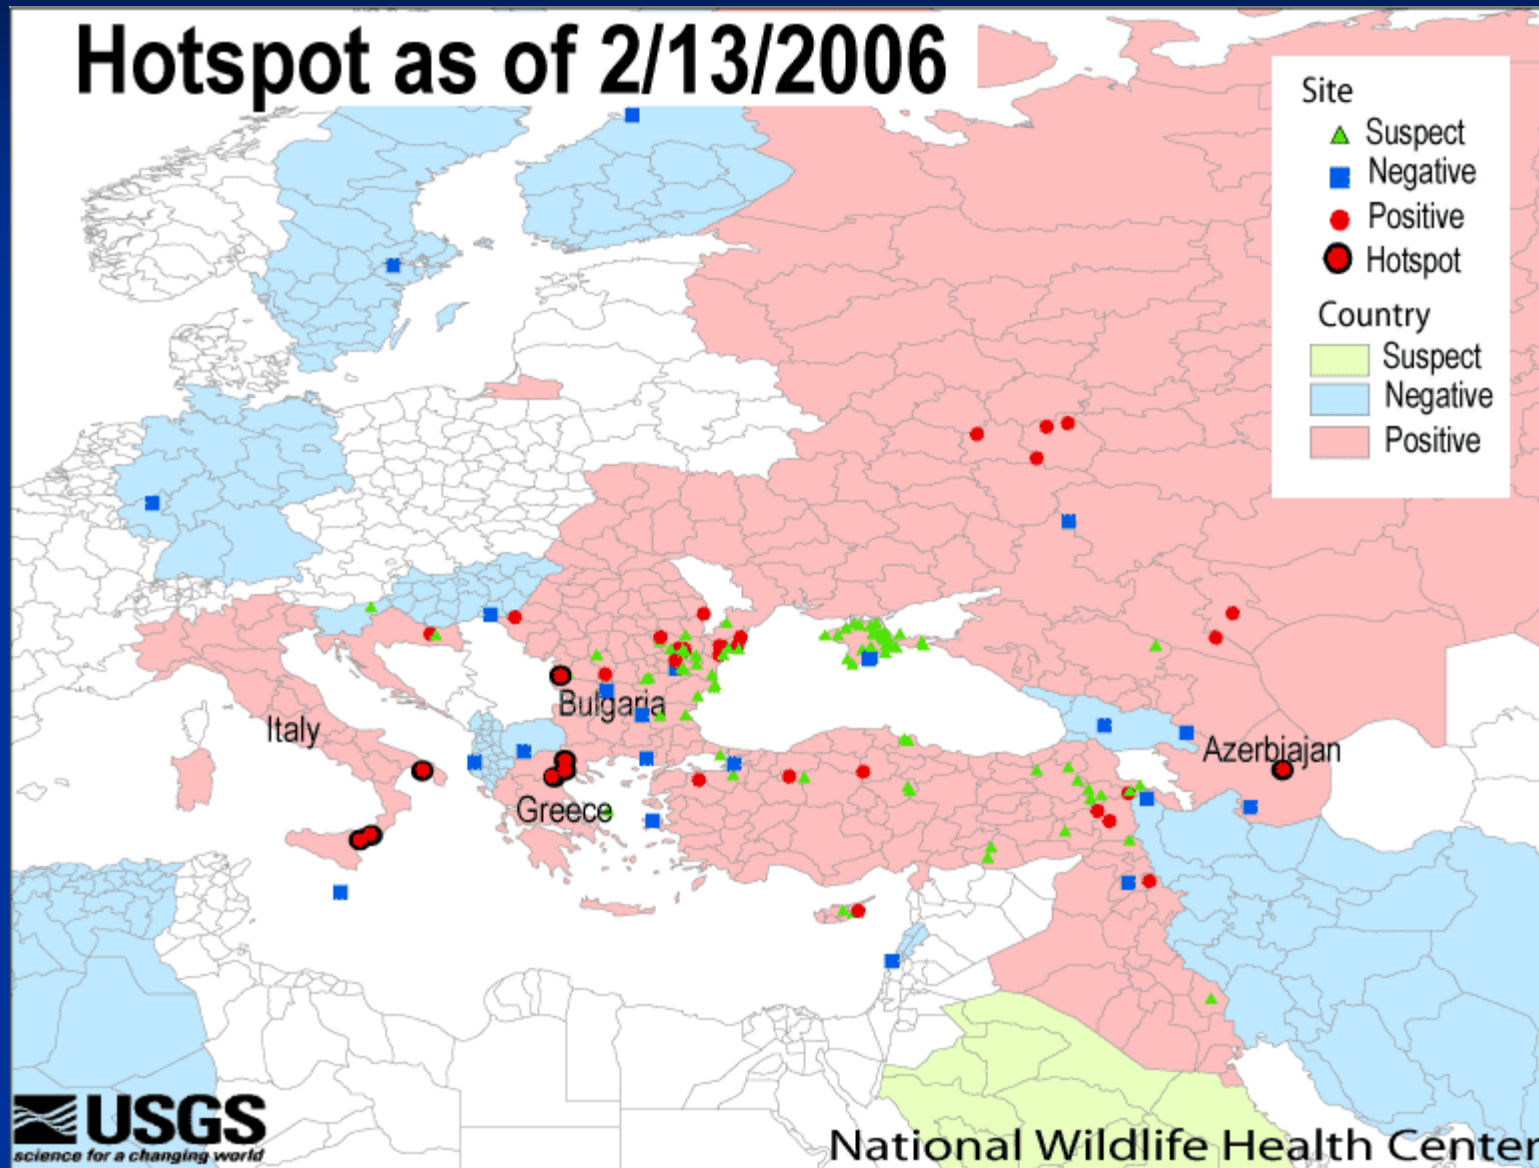 Hotspot as of 2/13/2006
Site
Suspect
Negative
Positive
Hotspot
Country
Suspect
Negative
Positive
Bulgaria
Italy
Azerbiajan
Greece
USGS
science for a changing world
National Wildlife Health Center